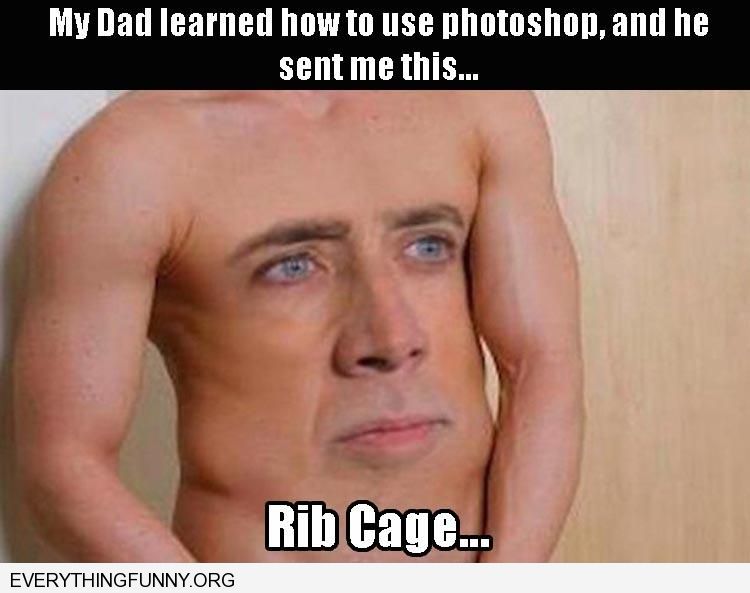 My Dad learned how to use photoshop, and he
sent me this...
Rib Cage...
EVERYTHINGFUNNY.ORG